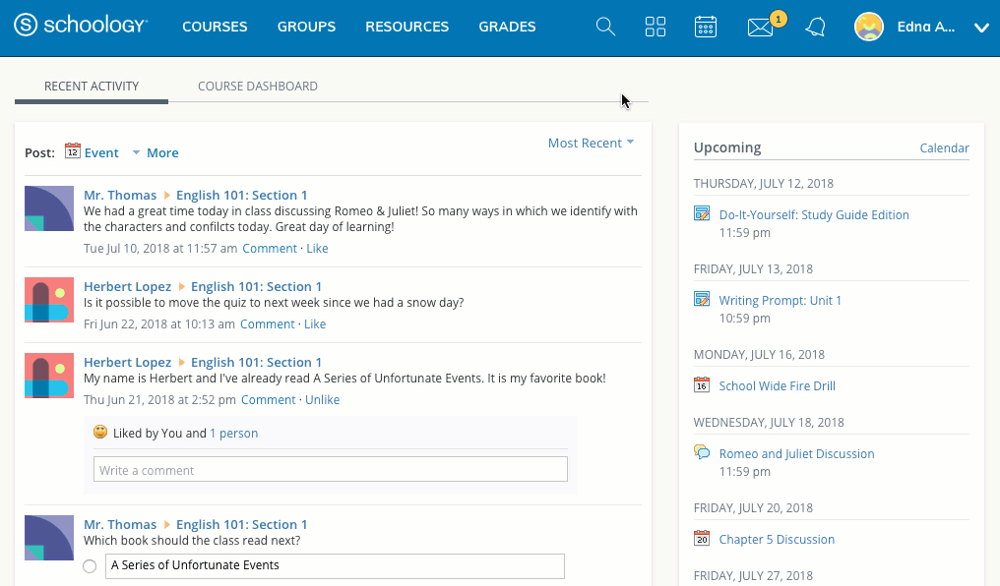 S schoology
COURSES GROUPS RESOURCES GRADES 1 Edna A...
RECENT ACTIVITY COURSE DASHBOARD
Post: 12 Event More Most Recent
Mr. Thomas English 101: Section 1
We had a great time today in class discussing Romeo & Juliet! So many ways in which we identify with
the characters and confilcts today. Great day of learning!
Tue Jul 10, 2018 at 11:57 am Comment · Like
Herbert Lopez English 101: Section 1
Is it possible to move the quiz to next week since we had a snow day?
Fri Jun 22, 2018 at 10:13 am Comment · Like
Herbert Lopez English 101: Section 1
My name is Herbert and I've already read A Series of Unfortunate Events. It is my favorite book!
Thu Jun 21, 2018 at 2:52 pm Comment · Unlike
Liked by You and 1 person
Write a comment
Mr. Thomas English 101: Section 1
Which book should the class read next?
A Series of Unfortunate Events
Upcoming Calendar
THURSDAY, JULY 12, 2018
Do-It-Yourself: Study Guide Edition
11:59 pm
FRIDAY, JULY 13, 2018
Writing Prompt: Unit 1
10:59 pm
MONDAY, JULY 16, 2018
16 School Wide Fire Drill
WEDNESDAY, JULY 18, 2018
Romeo and Juliet Discussion
11:59 pm
FRIDAY, JULY 20, 2018
20 Chapter 5 Discussion
FRIDAY, JULY 27, 2018